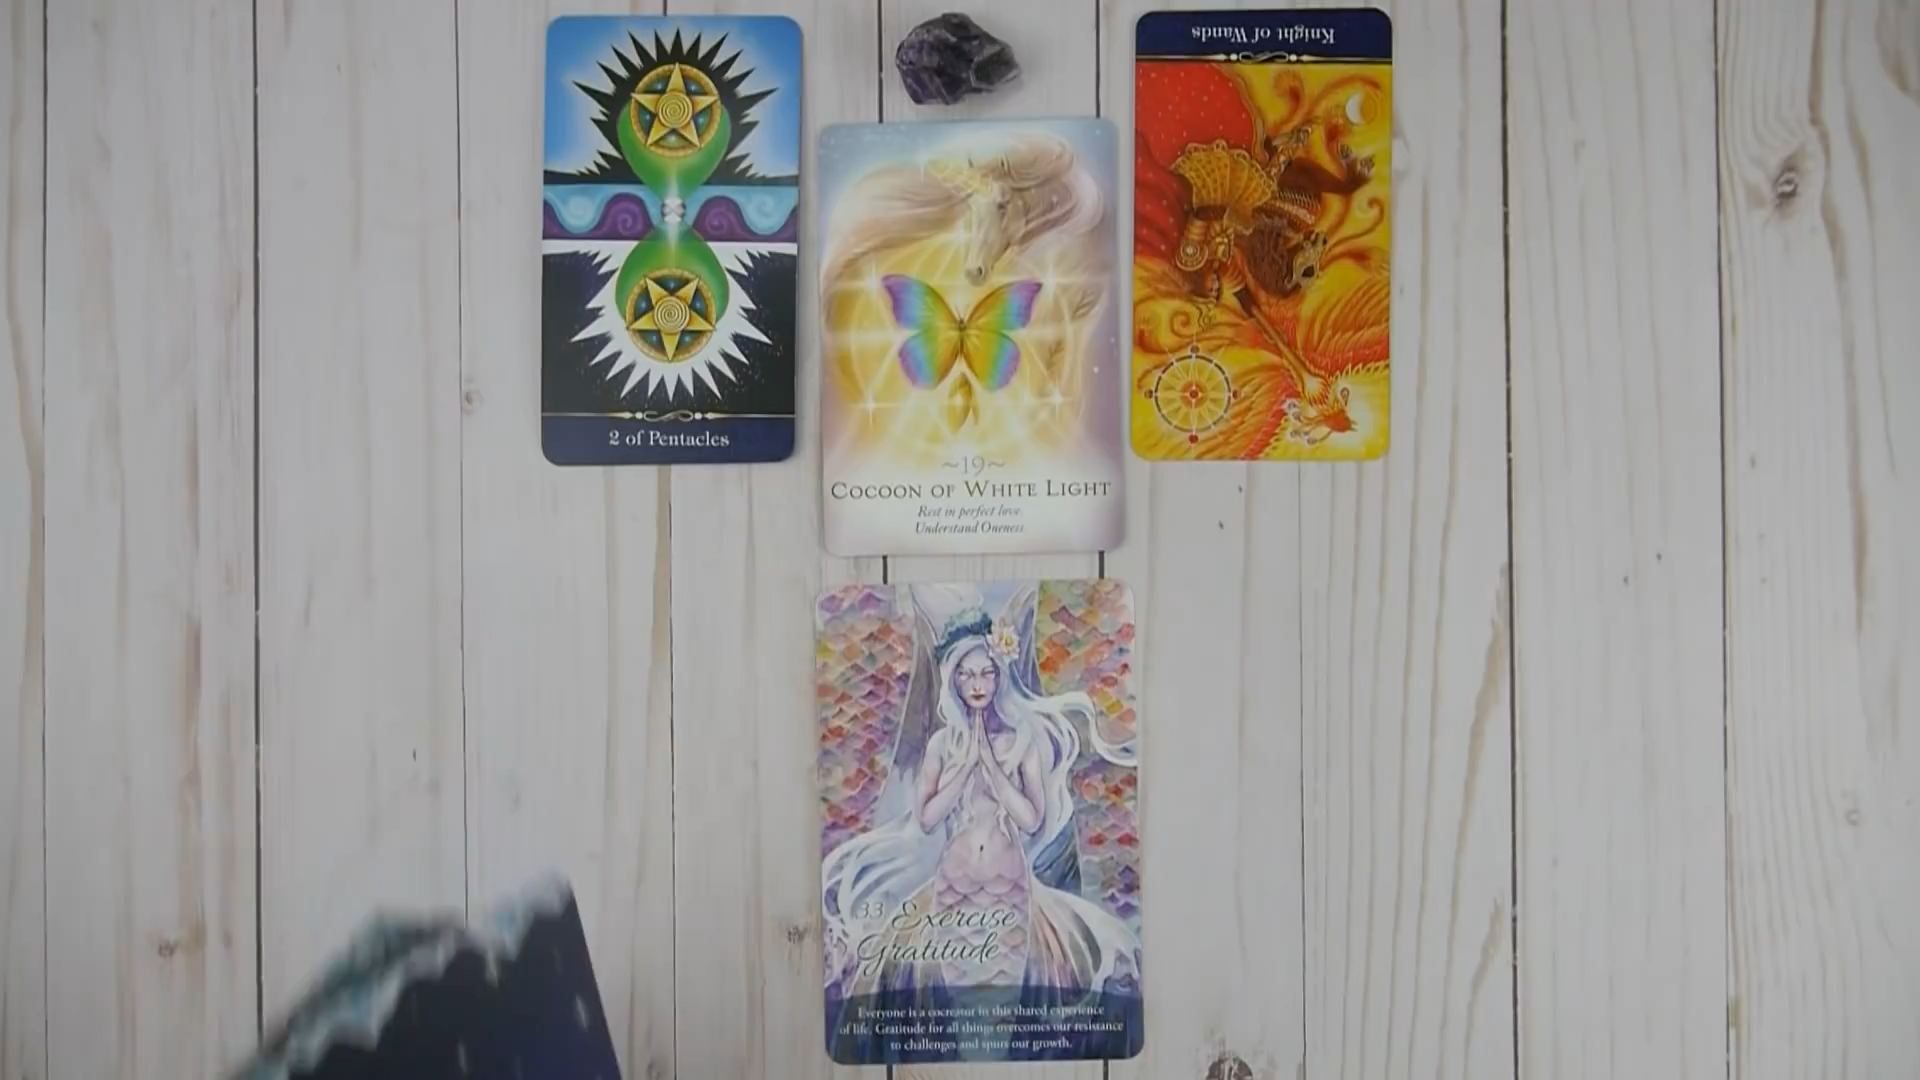 2 of Pentacles
~19~
COCOON OF WHITE LIGHT
Rest in perfect love.
Understand Oneness.
Knight of Wands
33 Exercise
Gratitude
Everyone is a cocreator in this shared experience
of life. Gratitude for all things overcomes our resistance
to challenges and spurs our growth.